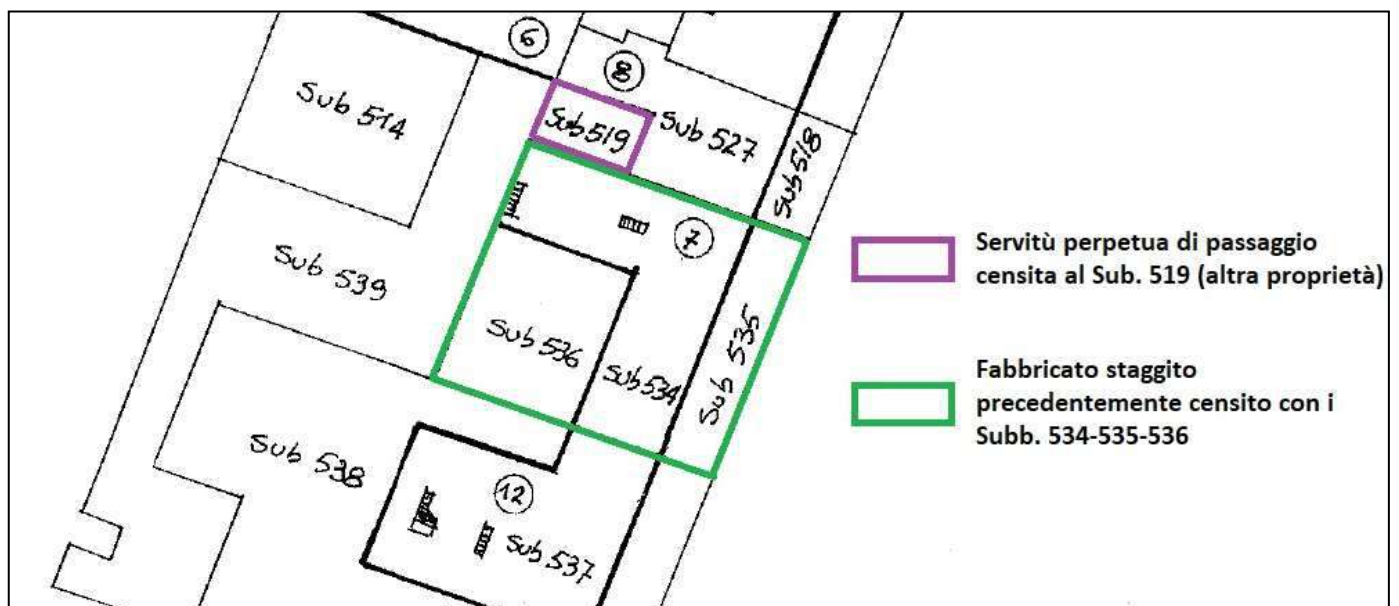 6
8
Sub 514
Sub 519
Sub 527
Sub 518
7
Sub 539
Sub 536
Sub 534
Sub 535
Sub 538
12
Sub 537
Servitù perpetua di passaggio
censita al Sub. 519 (altra proprietà)
Fabbricato staggito
precedentemente censito con i
Subb. 534-535-536